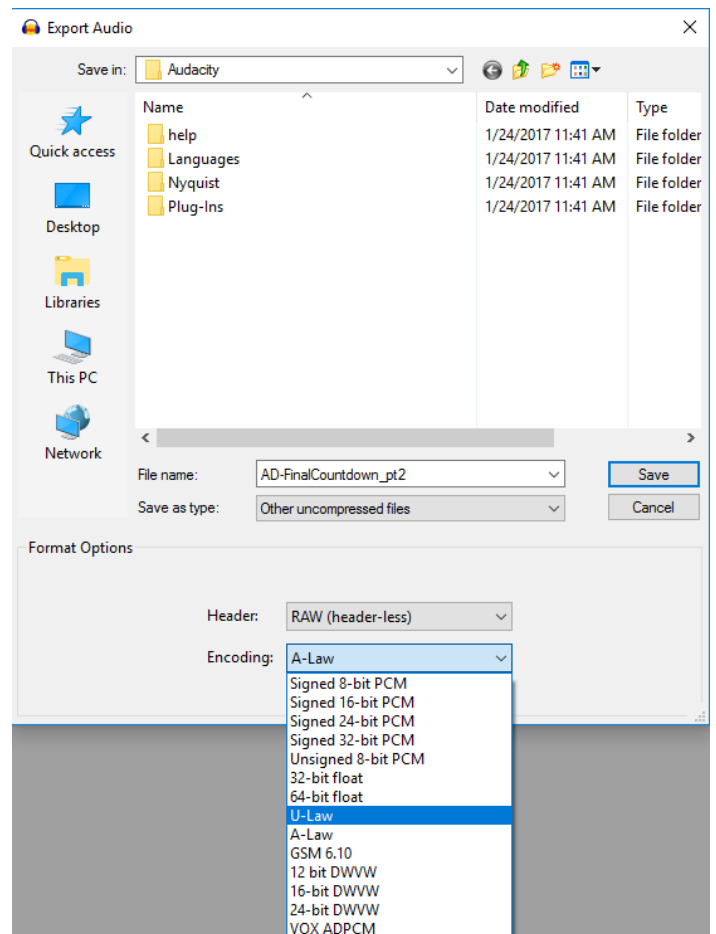 Export Audio
Save in: Audacity
Name Date modified Type
help 1/24/2017 11:41 AM File folder
Languages 1/24/2017 11:41 AM File folder
Nyquist 1/24/2017 11:41 AM File folder
Plug-Ins 1/24/2017 11:41 AM File folder
Quick access
Desktop
Libraries
This PC
Network
File name: AD-FinalCountdown_pt2 Save
Save as type: Other uncompressed files Cancel
Format Options
Header: RAW (header-less)
Encoding: A-Law
Signed 8-bit PCM
Signed 16-bit PCM
Signed 24-bit PCM
Signed 32-bit PCM
Unsigned 8-bit PCM
32-bit float
64-bit float
U-Law
A-Law
GSM 6.10
12 bit DWVW
16-bit DWVW
24-bit DWVW
VOX ADPCM